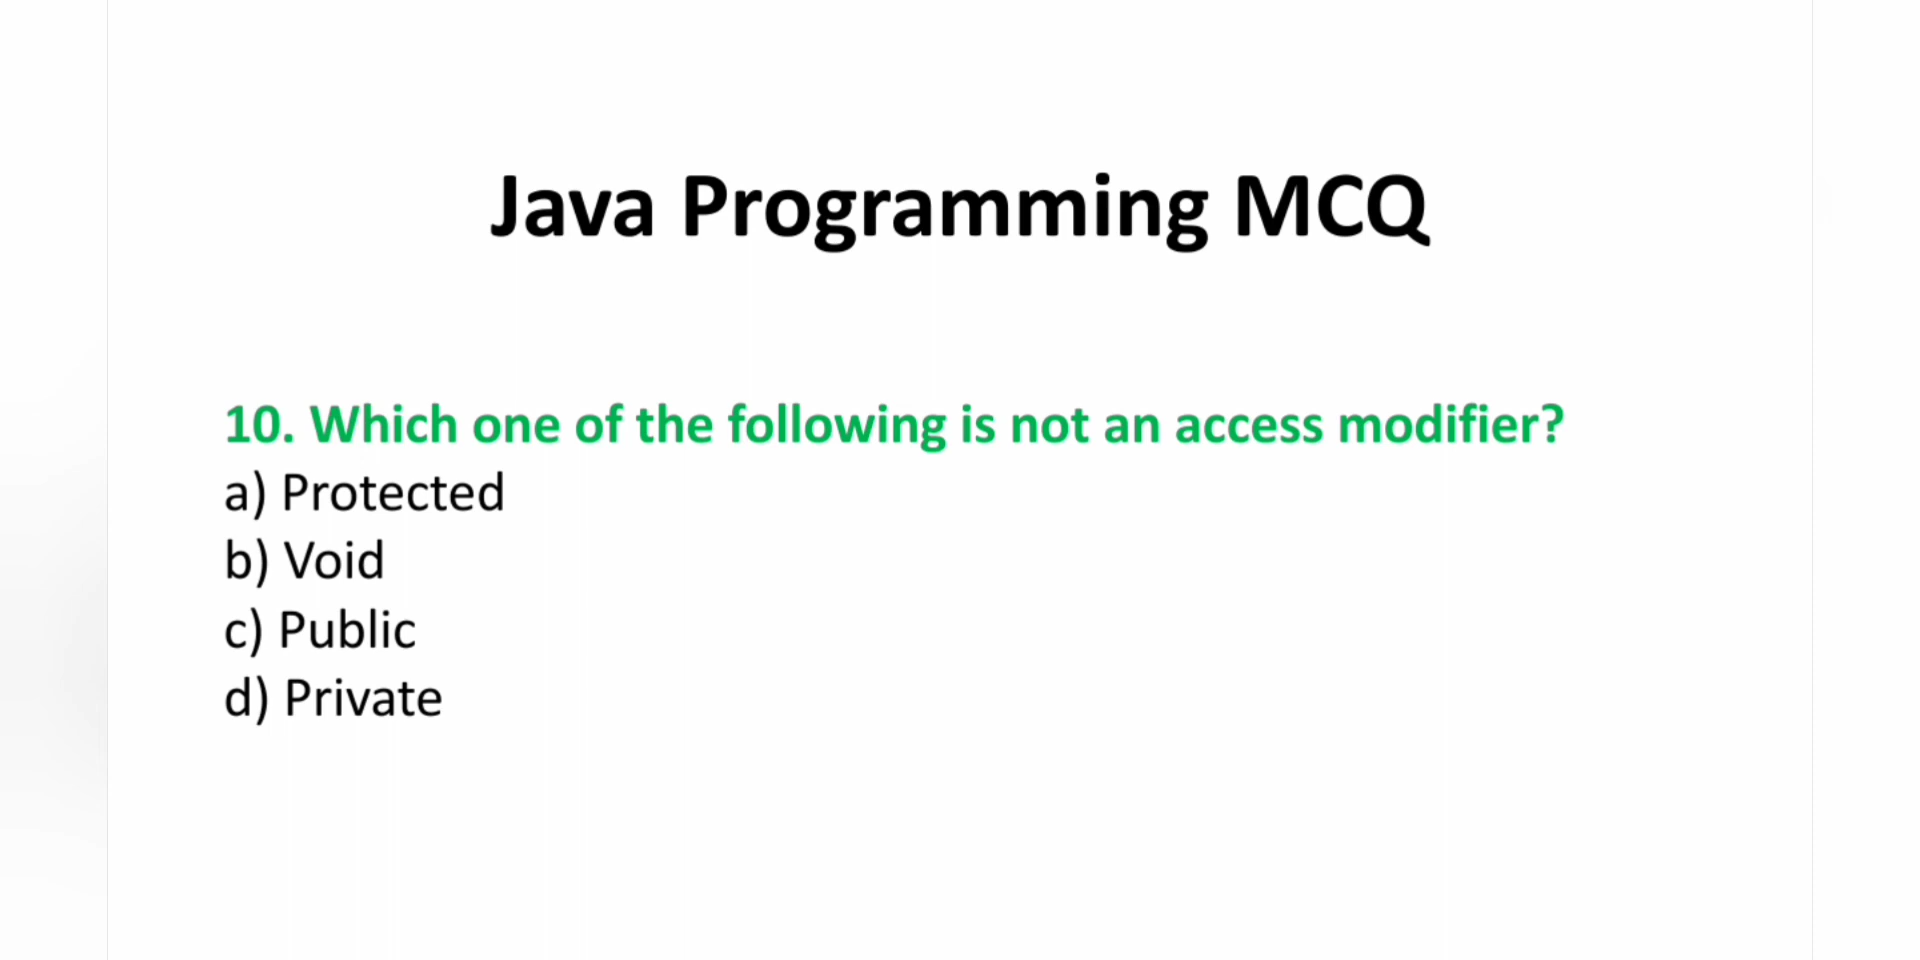 Java Programming MCQ
10. Which one of the following is not an access modifier?
a) Protected
b) Void
c) Public
d) Private